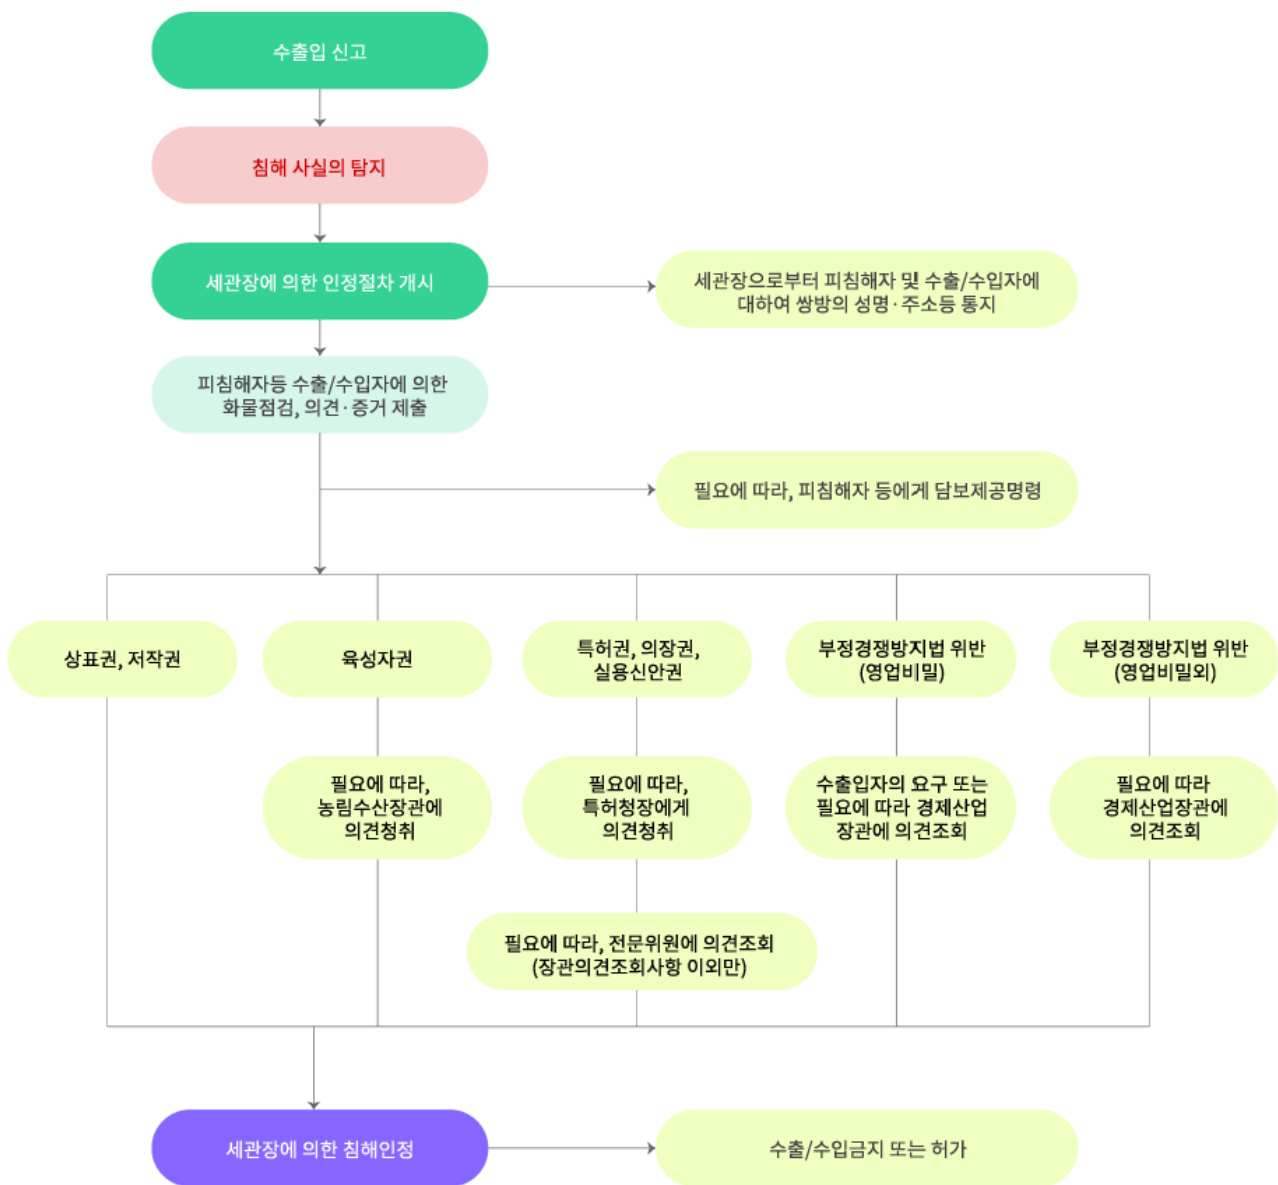 수출입 신고
침해 사실의 탐지
세관장에 의한 인정절차 개시
세관장으로부터 피침해자 및 수출/수입자에
대하여 쌍방의 성명·주소등 통지
피침해자등 수출/수입자에 의한
화물점검, 의견·증거 제출
필요에 따라, 피침해자 등에게 담보제공명령
상표권, 저작권
육성자권
특허권, 의장권,
실용신안권
부정경쟁방지법 위반
(영업비밀)
부정경쟁방지법 위반
(영업비밀외)
필요에 따라,
농림수산장관에
의견청취
필요에 따라,
특허청장에게
의견청취
수출입자의 요구 또는
필요에 따라 경제산업
장관에 의견조회
필요에 따라
경제산업장관에
의견조회
필요에 따라, 전문위원에 의견조회
(장관의견조회사항 이외만)
세관장에 의한 침해인정
수출/수입금지 또는 허가